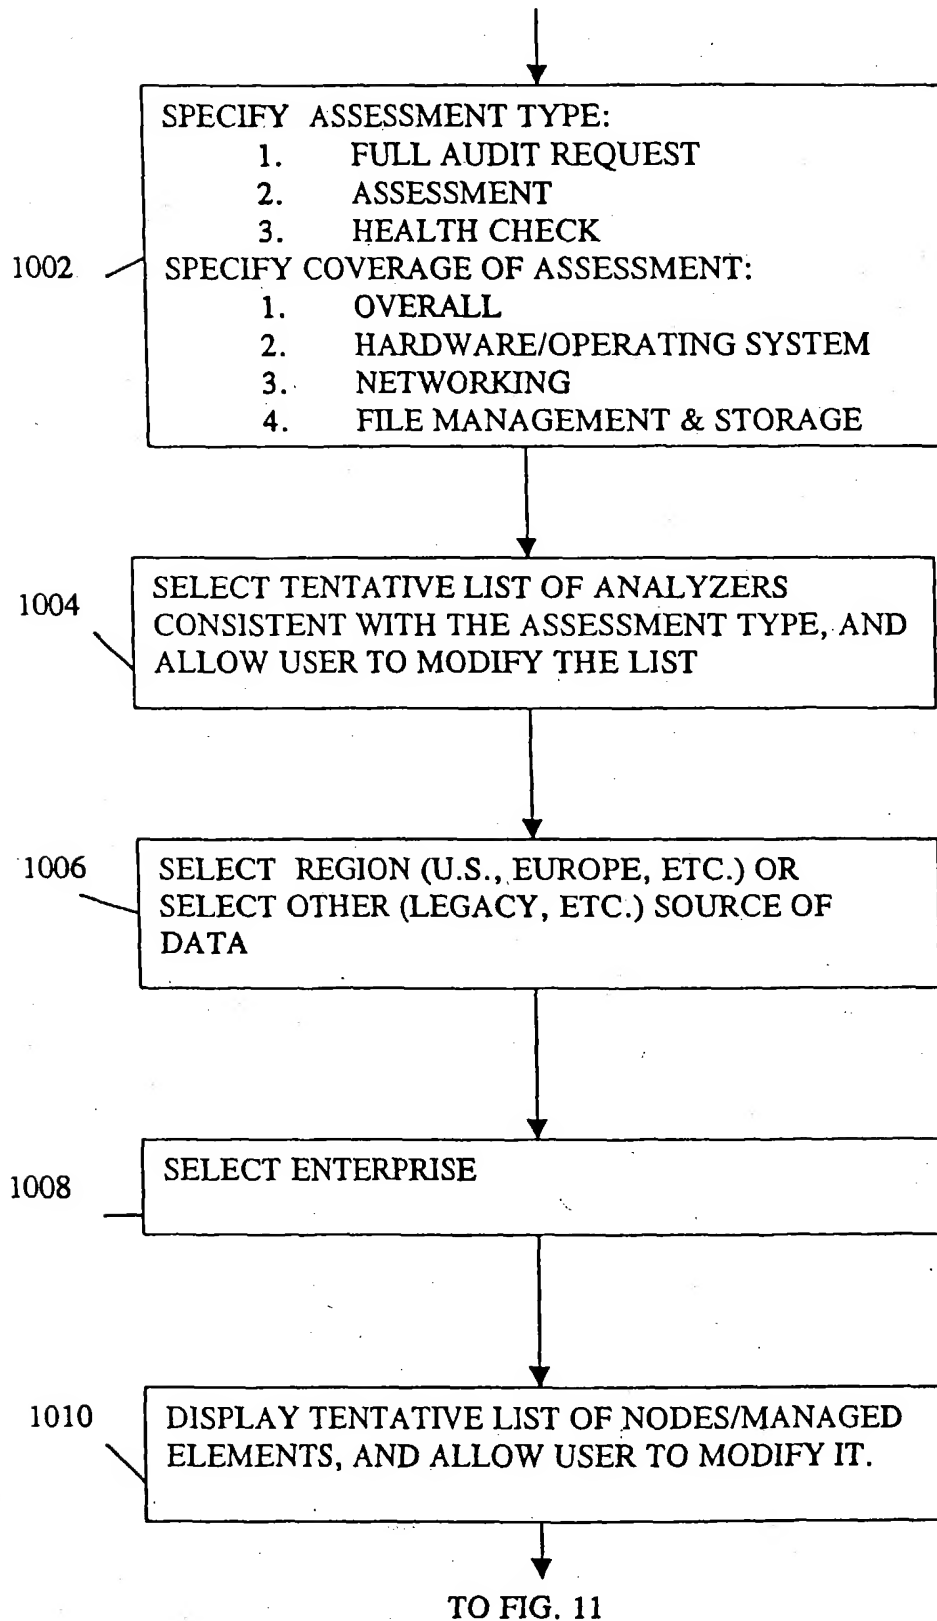 SPECIFY ASSESSMENT TYPE:
1. FULL AUDIT REQUEST
2. ASSESSMENT
3. HEALTH CHECK
1002
SPECIFY COVERAGE OF ASSESSMENT:
1. OVERALL
2. HARDWARE/OPERATING SYSTEM
3. NETWORKING
4. FILE MANAGEMENT & STORAGE
1004
SELECT TENTATIVE LIST OF ANALYZERS
CONSISTENT WITH THE ASSESSMENT TYPE, AND
ALLOW USER TO MODIFY THE LIST
1006
SELECT REGION (U.S., EUROPE, ETC.) OR
SELECT OTHER (LEGACY, ETC.) SOURCE OF
DATA
1008
SELECT ENTERPRISE
1010
DISPLAY TENTATIVE LIST OF NODES/MANAGED
ELEMENTS, AND ALLOW USER TO MODIFY IT.
TO FIG. 11